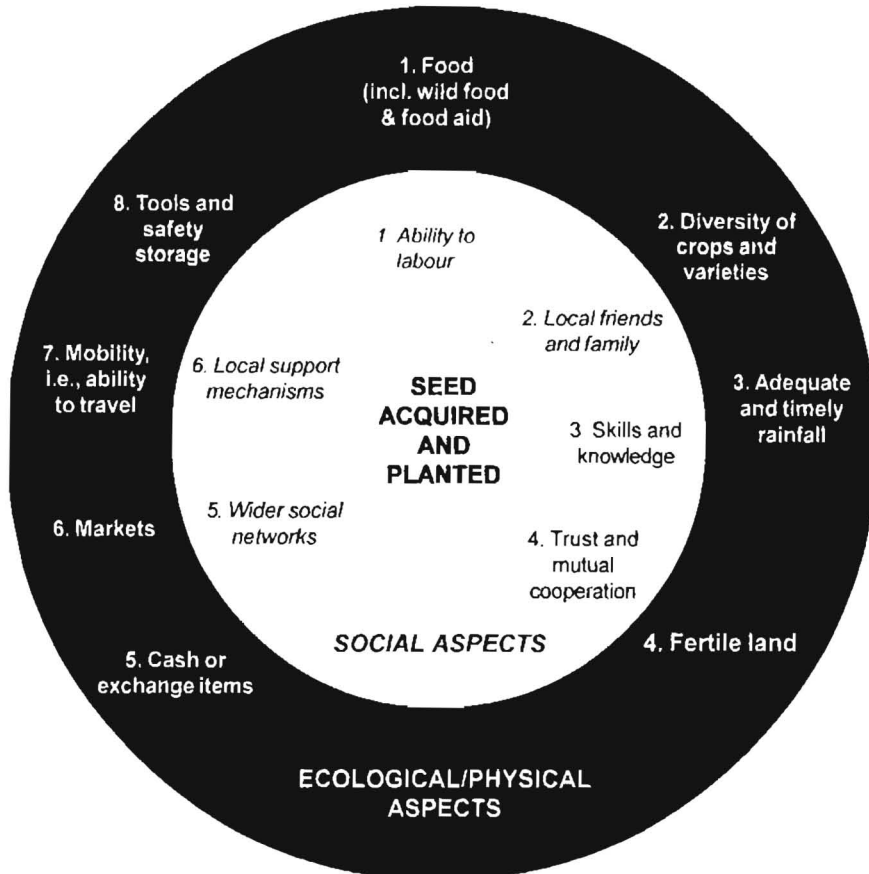 1. Food
(incl. wild food
& food aid)
2. Diversity of
crops and
varieties
3. Adequate
and timely
rainfall
4. Fertile land
5. Cash or
exchange items
6. Markets
7. Mobility,
i.e., ability
to travel
8. Tools and
safety
storage
1 Ability to
labour
2. Local friends
and family
3 Skills and
knowledge
4. Trust and
mutual
cooperation
5. Wider social
networks
6. Local support
mechanisms
SEED
ACQUIRED
AND
PLANTED
SOCIAL ASPECTS
ECOLOGICAL/PHYSICAL
ASPECTS